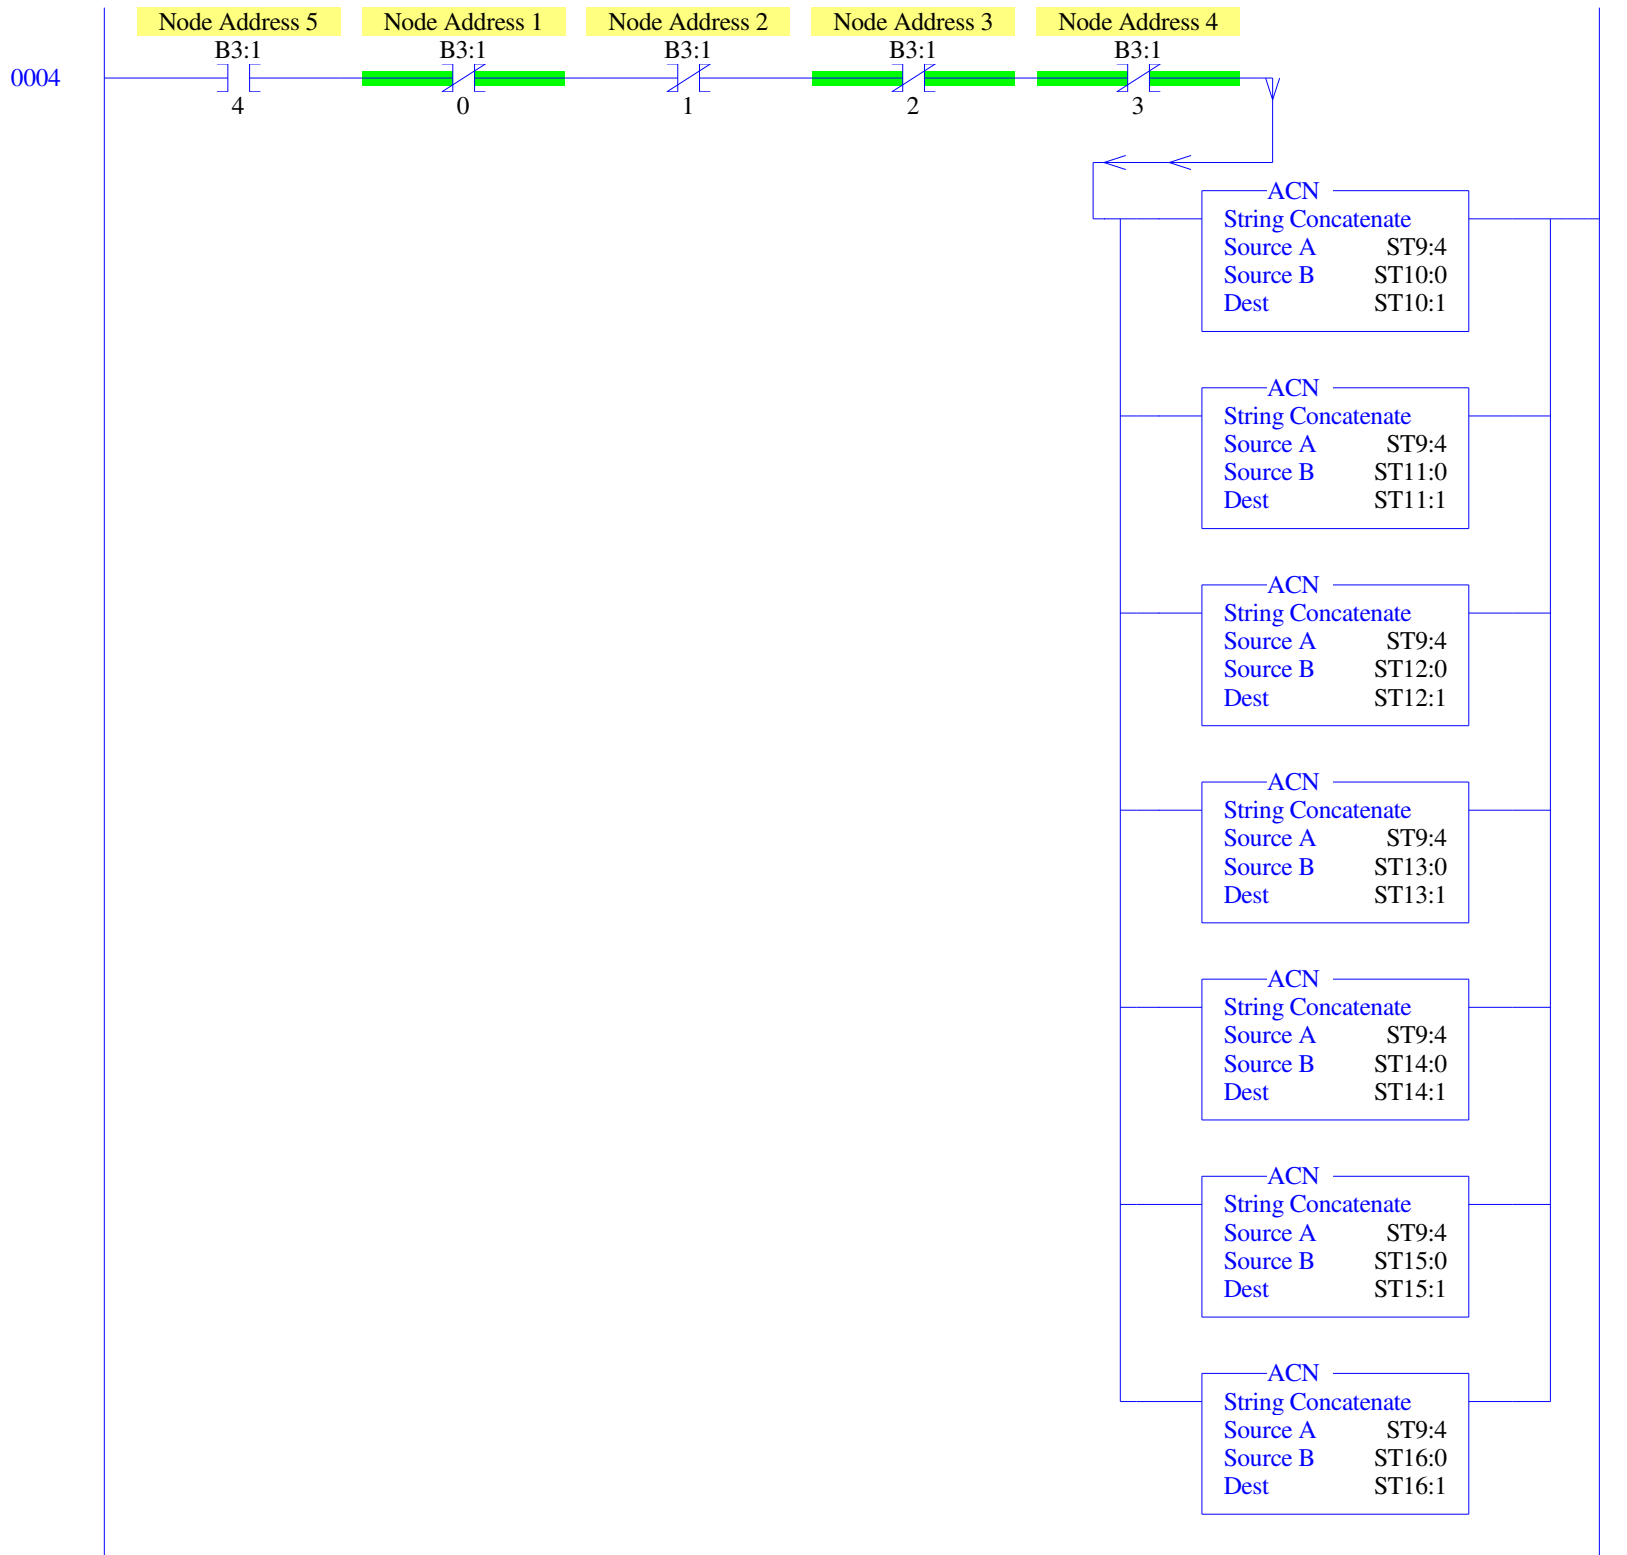 Node Address 5 Node Address 1 Node Address 2 Node Address 3 Node Address 4
B3:1 B3:1 B3:1 B3:1 B3:1
0004
4 0 1 2 3
ACN
String Concatenate
Source A ST9:4
Source B ST10:0
Dest ST10:1
ACN
String Concatenate
Source A ST9:4
Source B ST11:0
Dest ST11:1
ACN
String Concatenate
Source A ST9:4
Source B ST12:0
Dest ST12:1
ACN
String Concatenate
Source A ST9:4
Source B ST13:0
Dest ST13:1
ACN
String Concatenate
Source A ST9:4
Source B ST14:0
Dest ST14:1
ACN
String Concatenate
Source A ST9:4
Source B ST15:0
Dest ST15:1
ACN
String Concatenate
Source A ST9:4
Source B ST16:0
Dest ST16:1